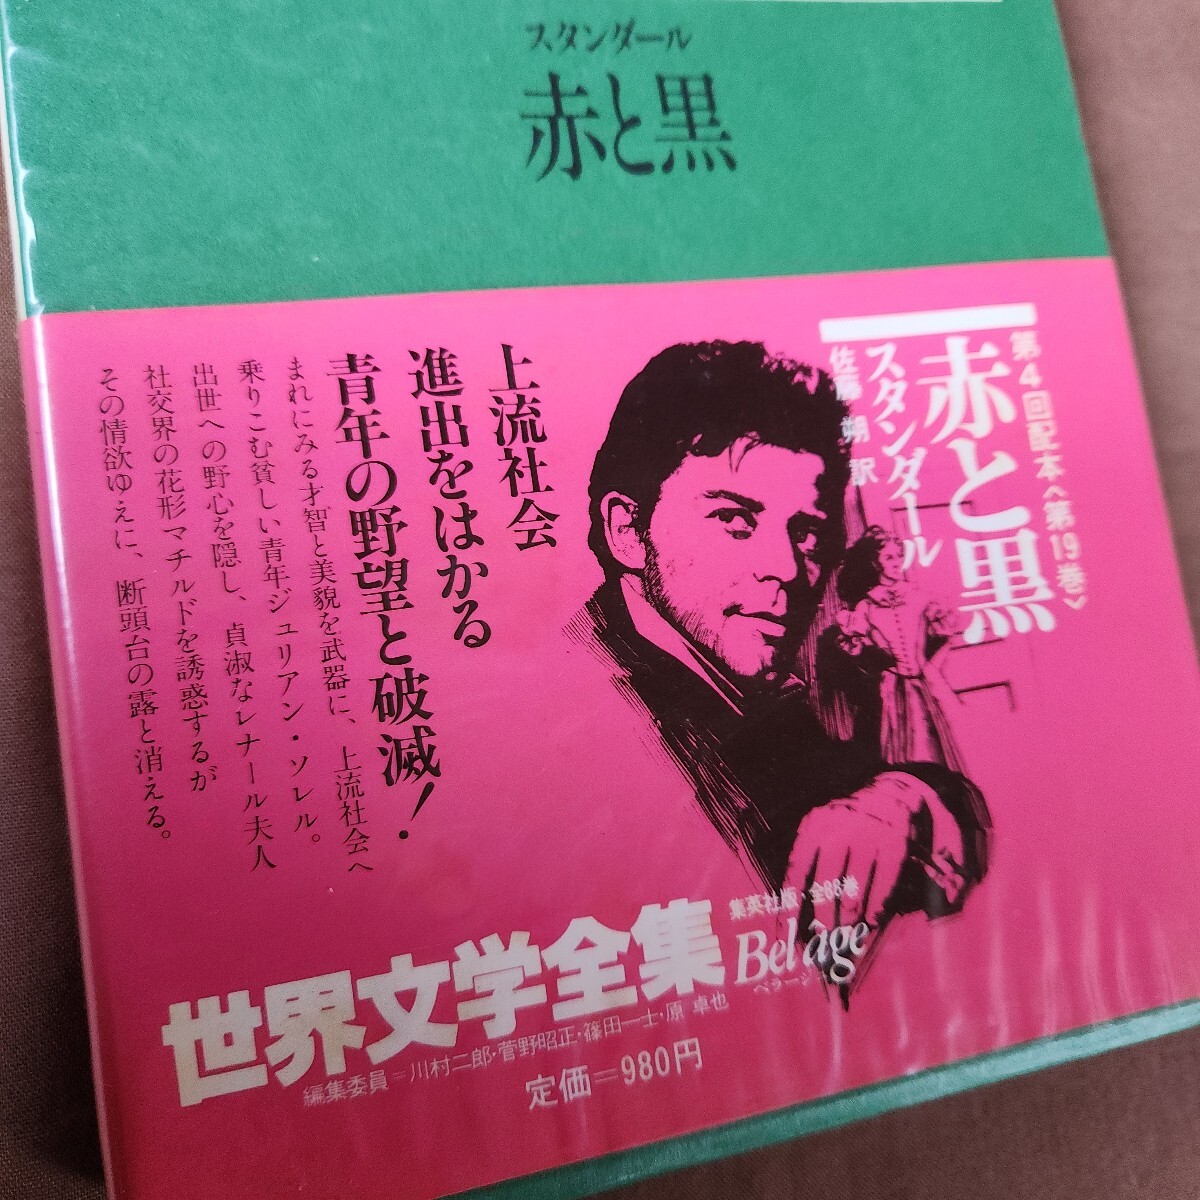 スタンダール
赤と黒
第4回配本〈第19巻〉
赤と黒
スタンダール
佐藤 朔 訳
上流社会
進出をはかる
青年の野望と破滅!
まれにみる才智と美貌を武器に、上流社会へ
乗りこむ貧しい青年ジュリアン・ソレル。
出世への野心を隠し、貞淑なレナール夫人
社交界の花形マチルドを誘惑するが
その情欲ゆえに、断頭台の露と消える。
集英社版・全88巻
世界文学全集
Bel âge
ベラージュ
編集委員=川村二郎・菅野昭正・篠田一士・原 卓也
定価=980円